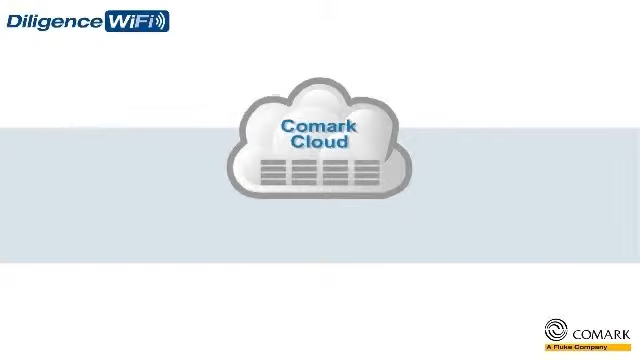 Diligence WiFi
Comark
Cloud
COMARK
A Fluke Company